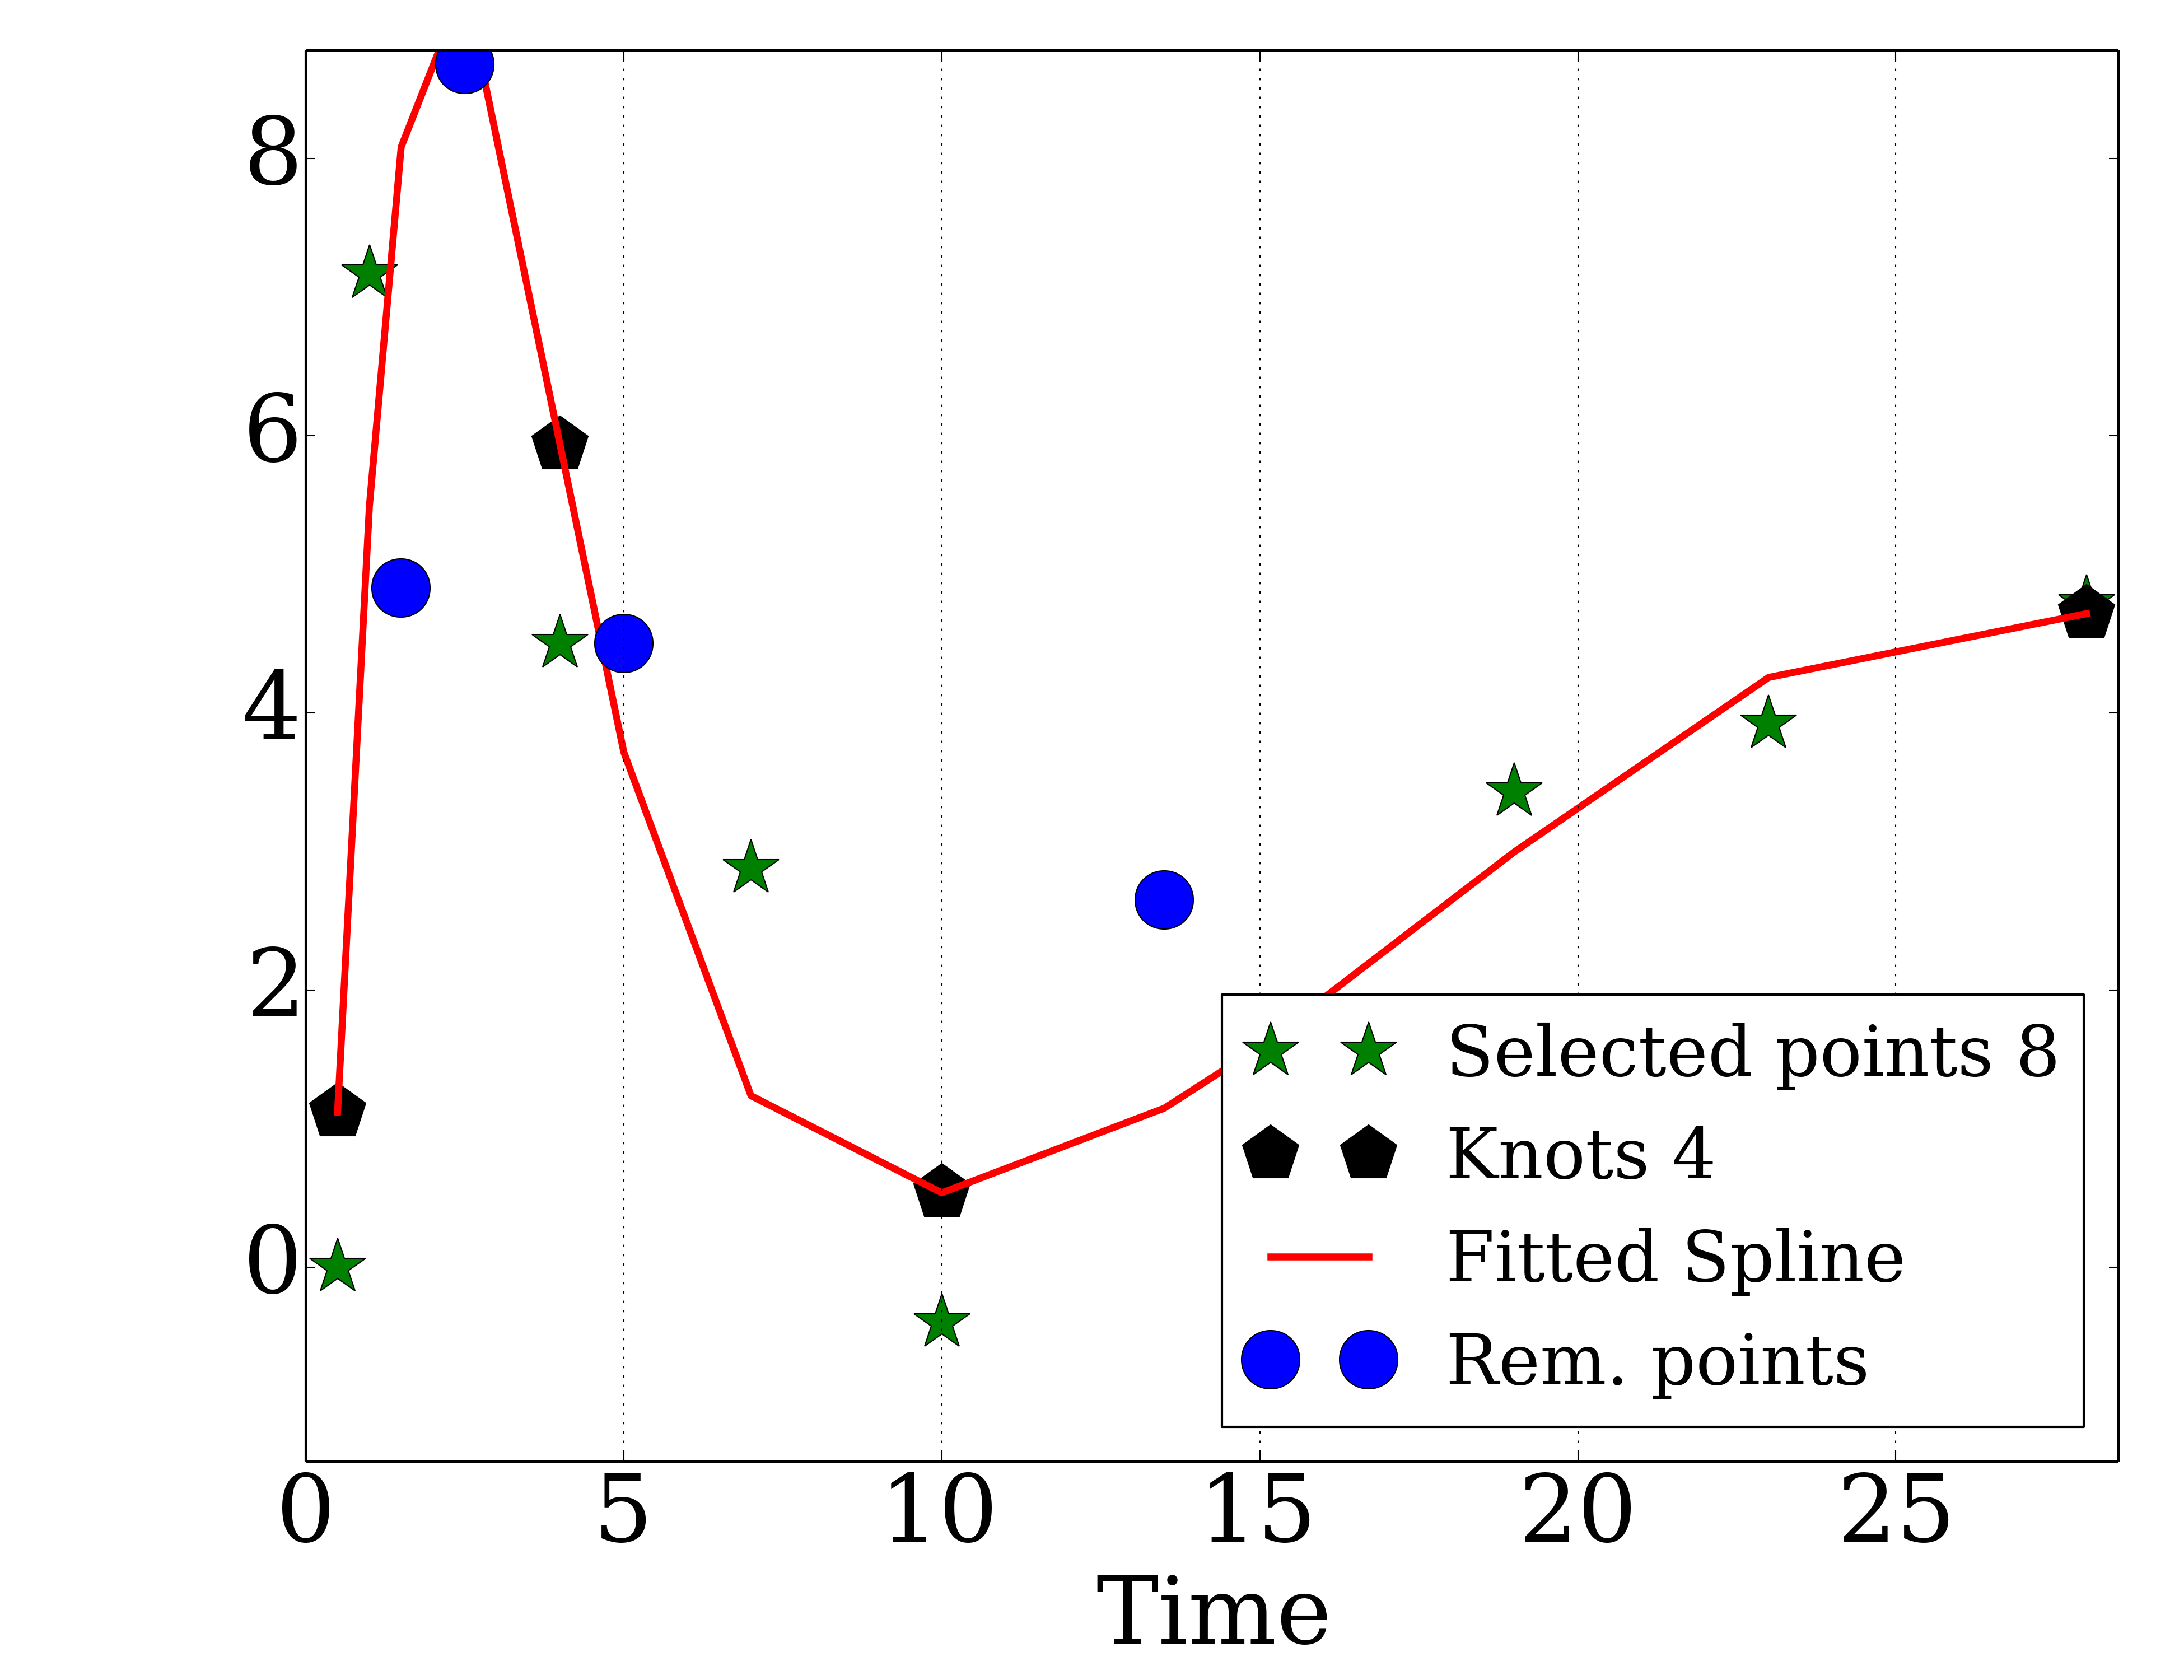 8
6
4
2
0
Selected points 8
Knots 4
Fitted Spline
Rem. points
0 5 10 15 20 25
Time